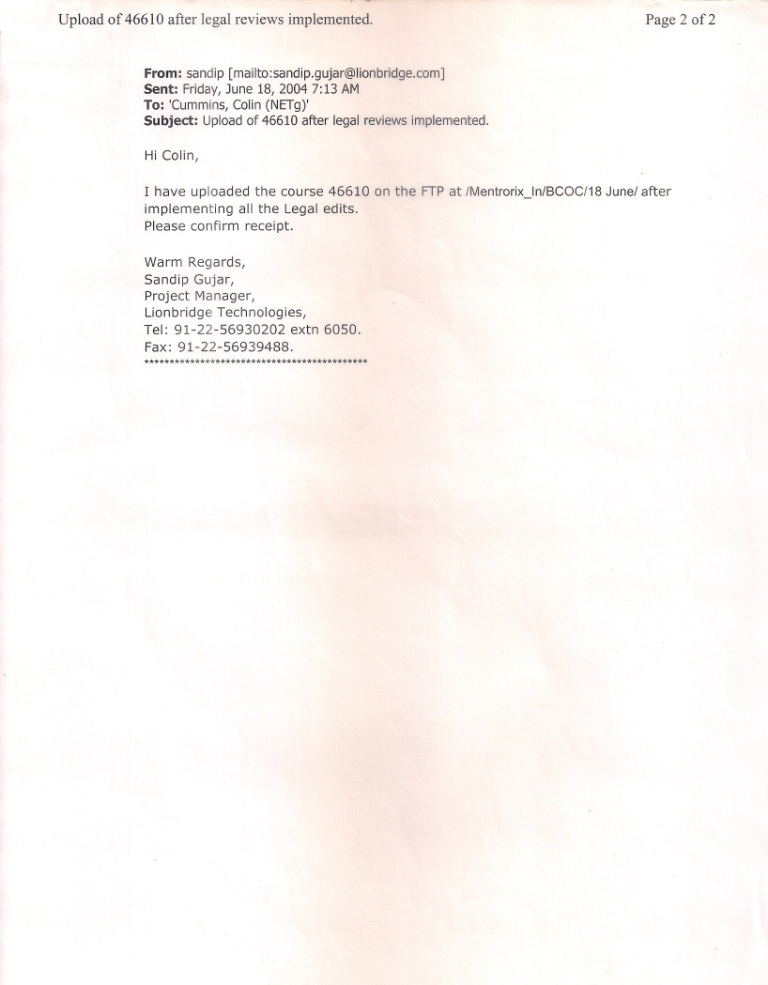 Upload of 46610 after legal reviews implemented. Page 2 of 2
From: sandip [mailto:sandip.gujar@lionbridge.com]
Sent: Friday, June 18, 2004 7:13 AM
To: 'Cummins, Colin (NETg)'
Subject: Upload of 46610 after legal reviews implemented.
Hi Colin,
I have uploaded the course 46610 on the FTP at /Mentrorix_In/BCOC/18 June/ after
implementing all the Legal edits.
Please confirm receipt.
Warm Regards,
Sandip Gujar,
Project Manager,
Lionbridge Technologies,
Tel: 91-22-56930202 extn 6050.
Fax: 91-22-56939488.
********************************************